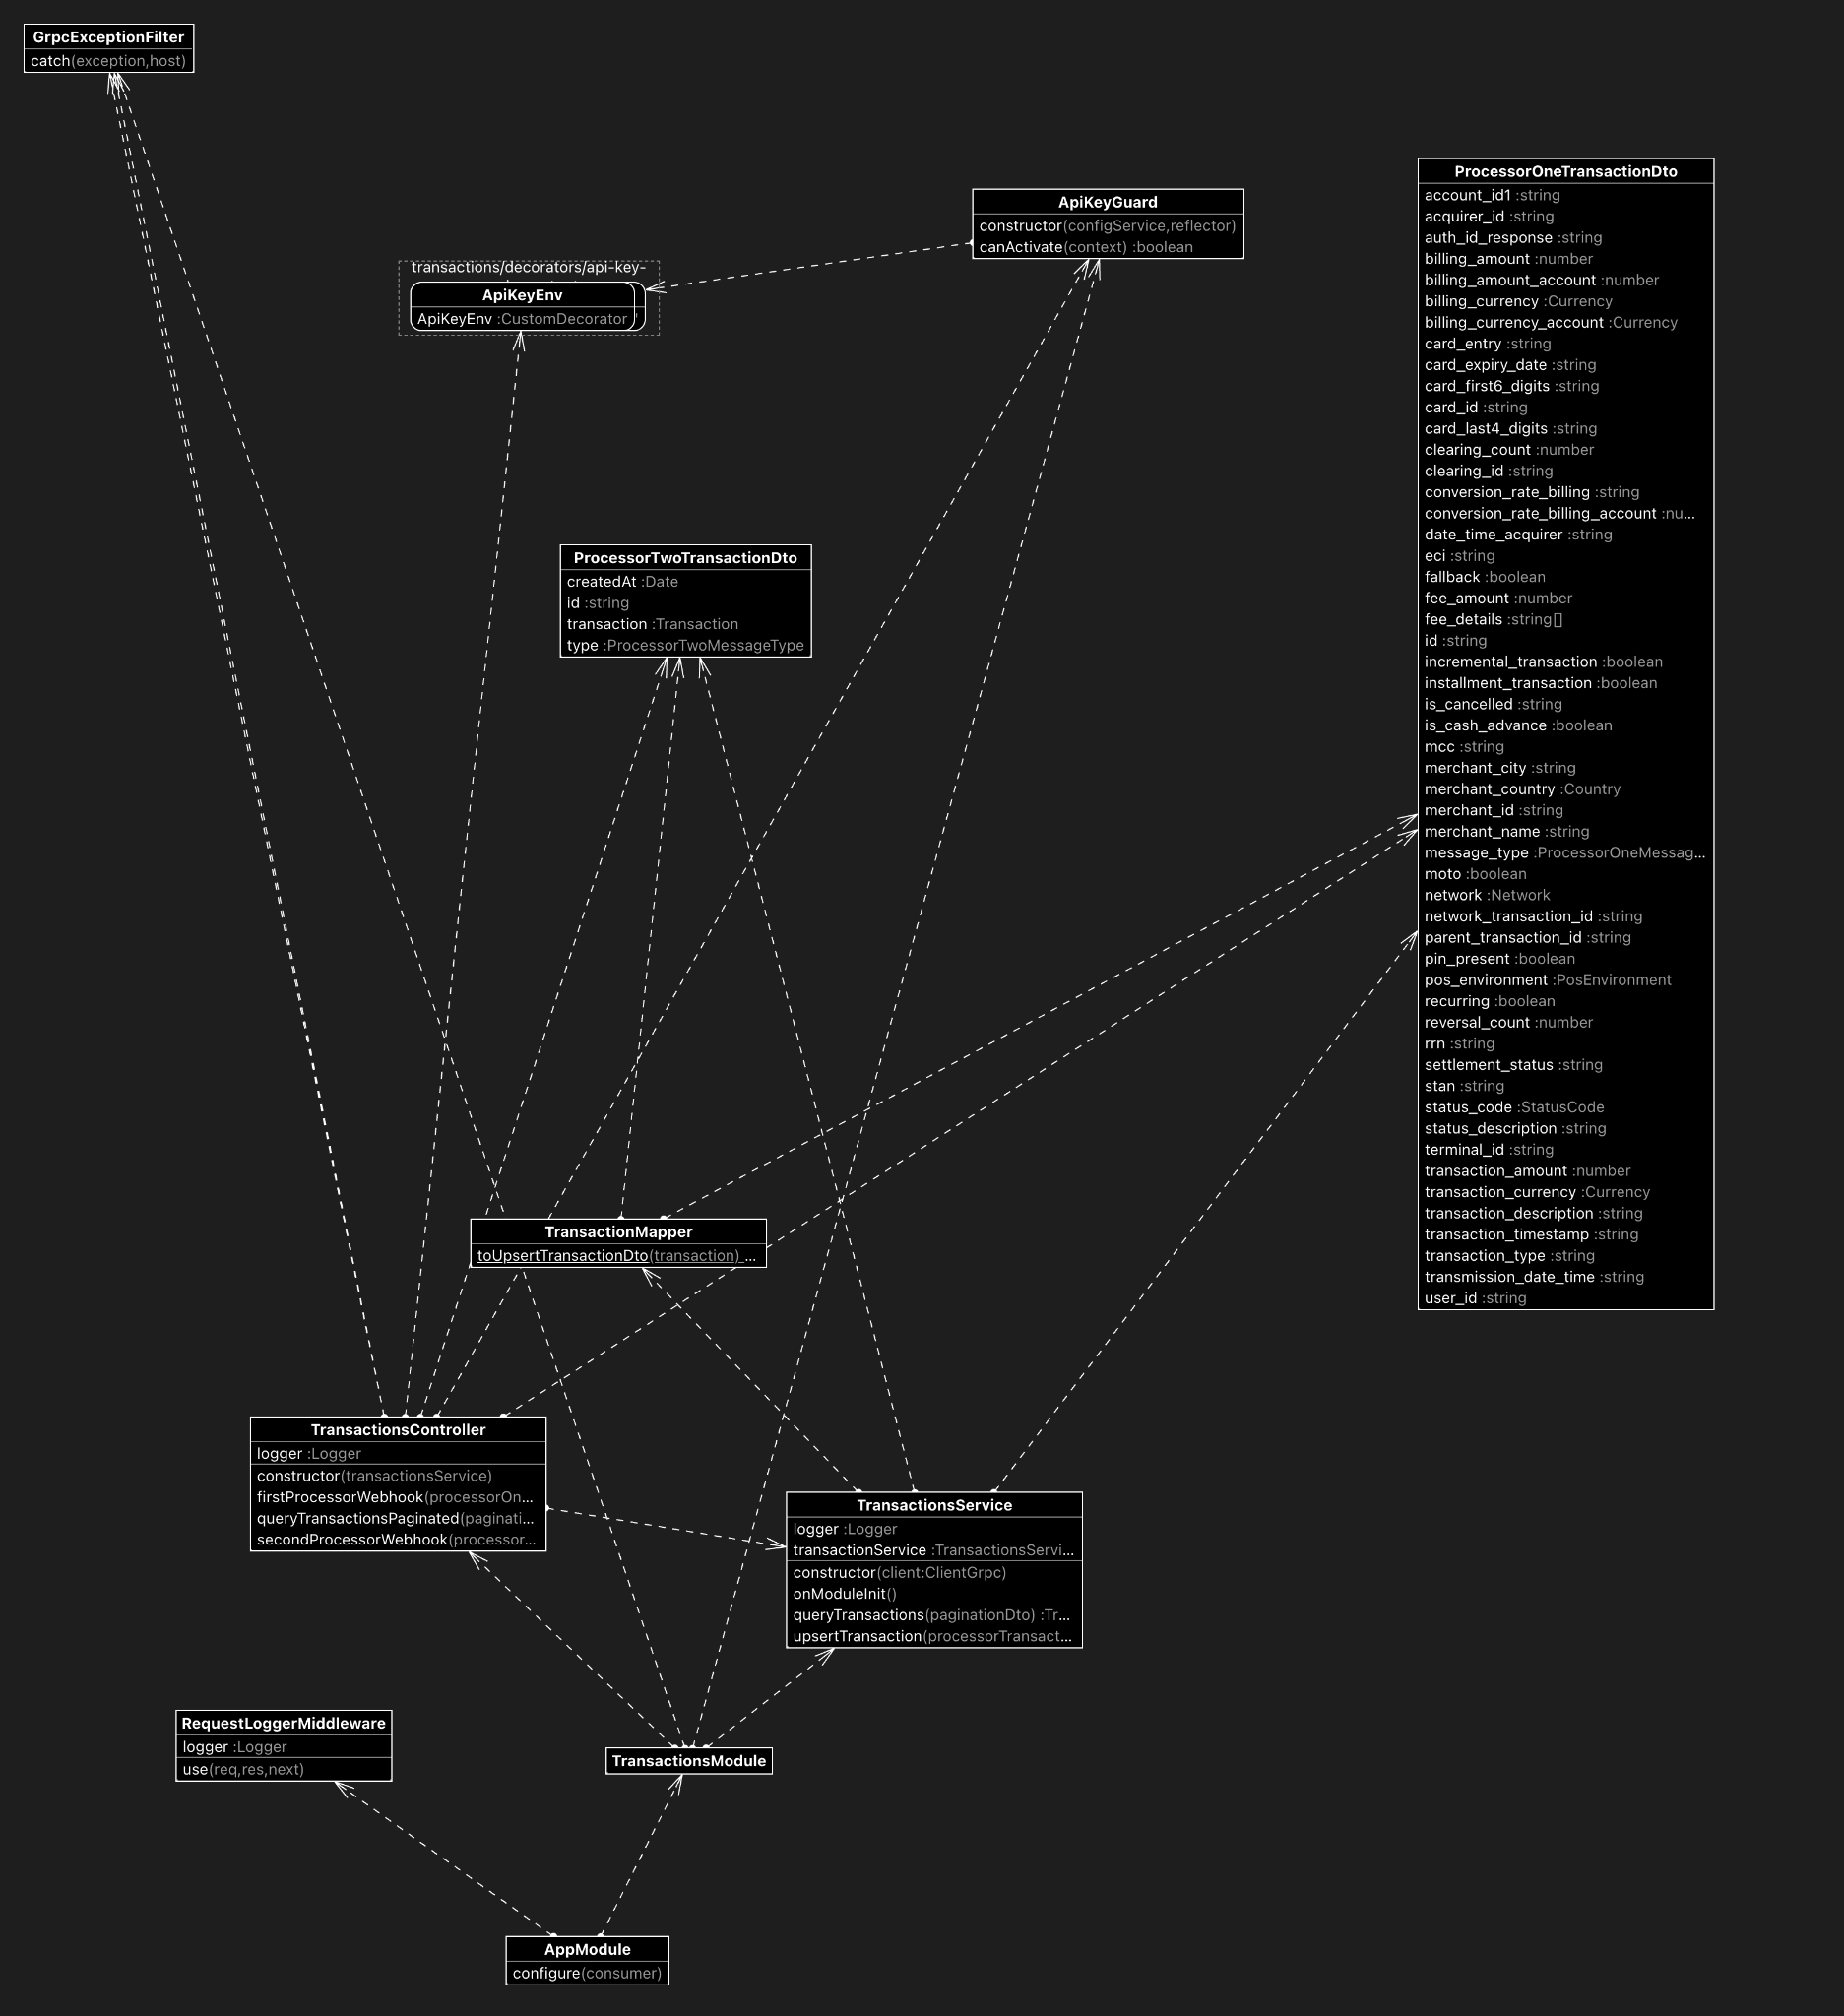 GrpcExceptionFilter
catch(exception,host)
ApiKeyGuard
constructor(configService,reflector)
canActivate(context) :boolean
transactions/decorators/api-key-
ApiKeyEnv
ApiKeyEnv :CustomDecorator
ProcessorOneTransactionDto
account_id1 :string
acquirer_id :string
auth_id_response :string
billing_amount :number
billing_amount_account :number
billing_currency :Currency
billing_currency_account :Currency
card_entry :string
card_expiry_date :string
card_first6_digits :string
card_id :string
card_last4_digits :string
clearing_count :number
clearing_id :string
conversion_rate_billing :string
conversion_rate_billing_account :nu...
date_time_acquirer :string
eci :string
fallback :boolean
fee_amount :number
fee_details :string[]
id :string
incremental_transaction :boolean
installment_transaction :boolean
is_cancelled :string
is_cash_advance :boolean
mcc :string
merchant_city :string
merchant_country :Country
merchant_id :string
merchant_name :string
message_type :ProcessorOneMessag...
moto :boolean
network :Network
network_transaction_id :string
parent_transaction_id :string
pin_present :boolean
pos_environment :PosEnvironment
recurring :boolean
reversal_count :number
rrn :string
settlement_status :string
stan :string
status_code :StatusCode
status_description :string
terminal_id :string
transaction_amount :number
transaction_currency :Currency
transaction_description :string
transaction_timestamp :string
transaction_type :string
transmission_date_time :string
user_id :string
ProcessorTwoTransactionDto
createdAt :Date
id :string
transaction :Transaction
type :ProcessorTwoMessageType
TransactionMapper
toUpsertTransactionDto(transaction) ...
TransactionsController
logger :Logger
constructor(transactionsService)
firstProcessorWebhook(processorOn...
queryTransactionsPaginated(paginati...
secondProcessorWebhook(processor...
TransactionsService
logger :Logger
transactionService :TransactionsServi...
constructor(client:ClientGrpc)
onModuleInit()
queryTransactions(paginationDto) :Tr...
upsertTransaction(processorTransact...
RequestLoggerMiddleware
logger :Logger
use(req,res,next)
TransactionsModule
AppModule
configure(consumer)